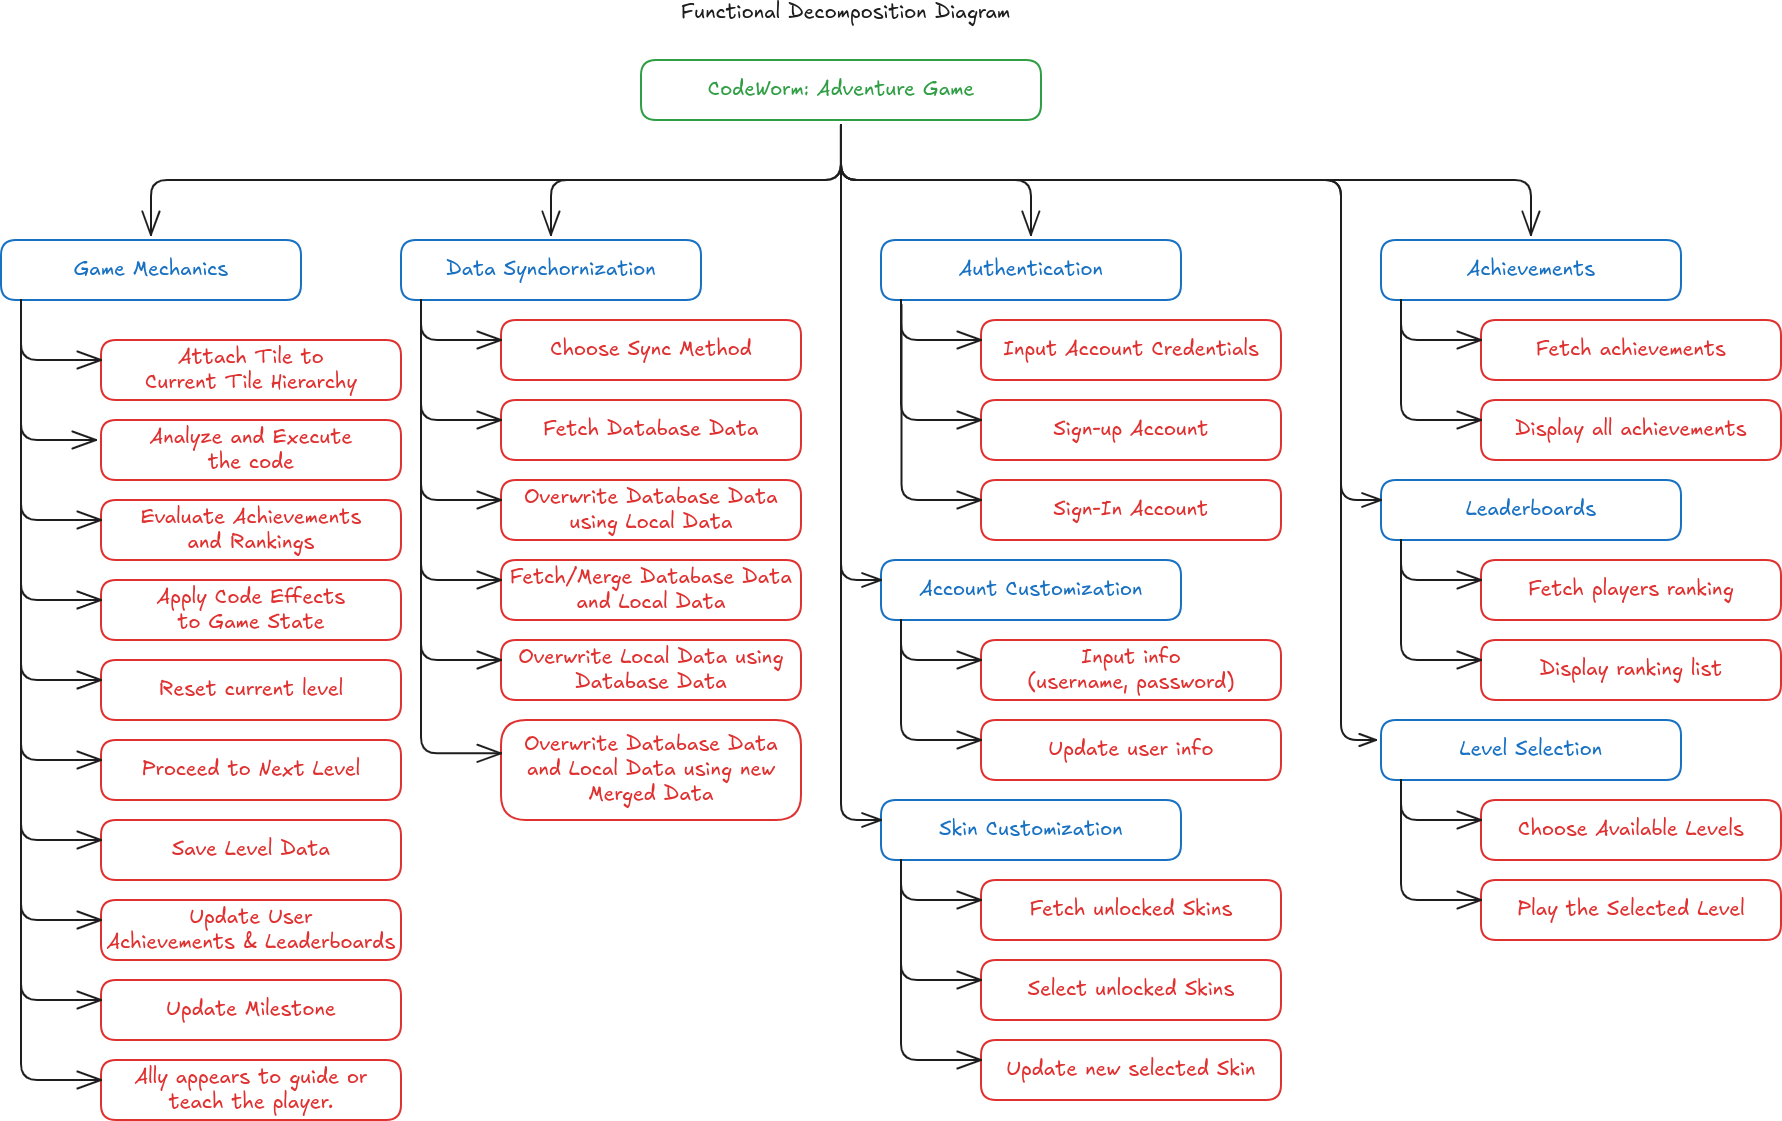 Functional Decomposition Diagram
CodeWorm: Adventure Game
Game Mechanics
Attach Tile to
Current Tile Hierarchy
Analyze and Execute
the code
Evaluate Achievements
and Rankings
Apply Code Effects
to Game State
Reset current level
Proceed to Next Level
Save Level Data
Update User
Achievements & Leaderboards
Update Milestone
Ally appears to guide or
teach the player.
Data Synchornization
Choose Sync Method
Fetch Database Data
Overwrite Database Data
using Local Data
Fetch/Merge Database Data
and Local Data
Overwrite Local Data using
Database Data
Overwrite Database Data
and Local Data using new
Merged Data
Authentication
Input Account Credentials
Sign-up Account
Sign-In Account
Account Customization
Input info
(username, password)
Update user info
Skin Customization
Fetch unlocked Skins
Select unlocked Skins
Update new selected Skin
Achievements
Fetch achievements
Display all achievements
Leaderboards
Fetch players ranking
Display ranking list
Level Selection
Choose Available Levels
Play the Selected Level